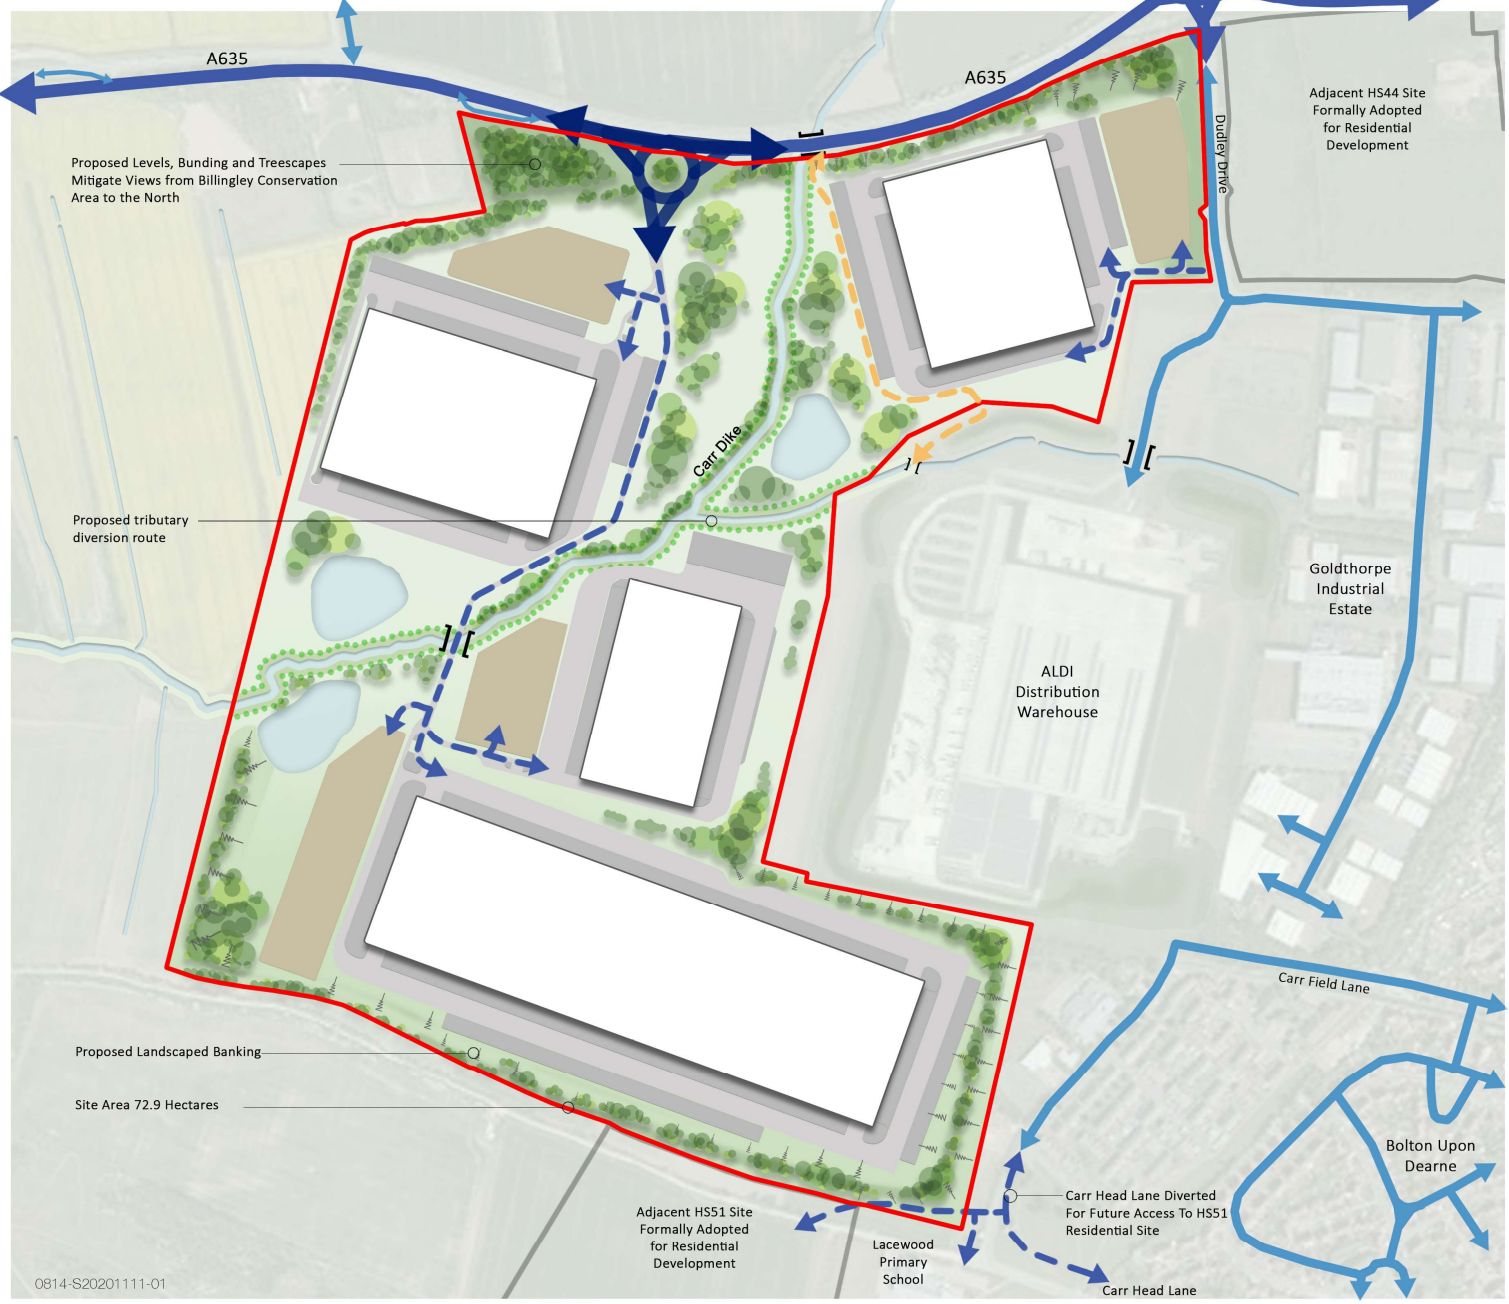 A635
A635
Adjacent HS44 Site
Formally Adopted
for Residential
Development
Dudley Drive
Proposed Levels, Bunding and Treescapes
Mitigate Views from Billingley Conservation
Area to the North
Carr Dike
Proposed tributary
diversion route
Goldthorpe
Industrial
Estate
ALDI
Distribution
Warehouse
Carr Field Lane
Proposed Landscaped Banking
Site Area 72.9 Hectares
Bolton Upon
Dearne
Carr Head Lane Diverted
For Future Access To HS51
Residential Site
Adjacent HS51 Site
Formally Adopted
for Residential
Development
Lacewood
Primary
School
Carr Head Lane
0814-S20201111-01